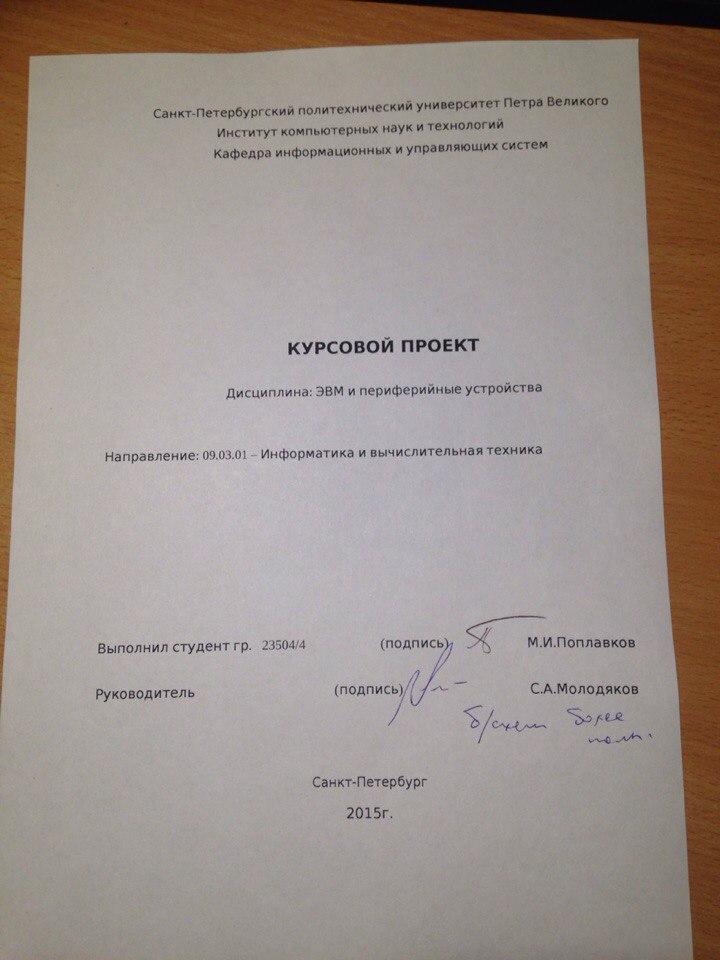 Санкт-Петербургский политехнический университет Петра Великого
Институт компьютерных наук и технологий
Кафедра информационных и управляющих систем
КУРСОВОЙ ПРОЕКТ
Дисциплина: ЭВМ и периферийные устройства
Направление: 09.03.01 – Информатика и вычислительная техника
Выполнил студент гр. 23504/4 (подпись) М.И.Поплавков
Руководитель (подпись) С.А.Молодяков
более
Санкт-Петербург
2015г.